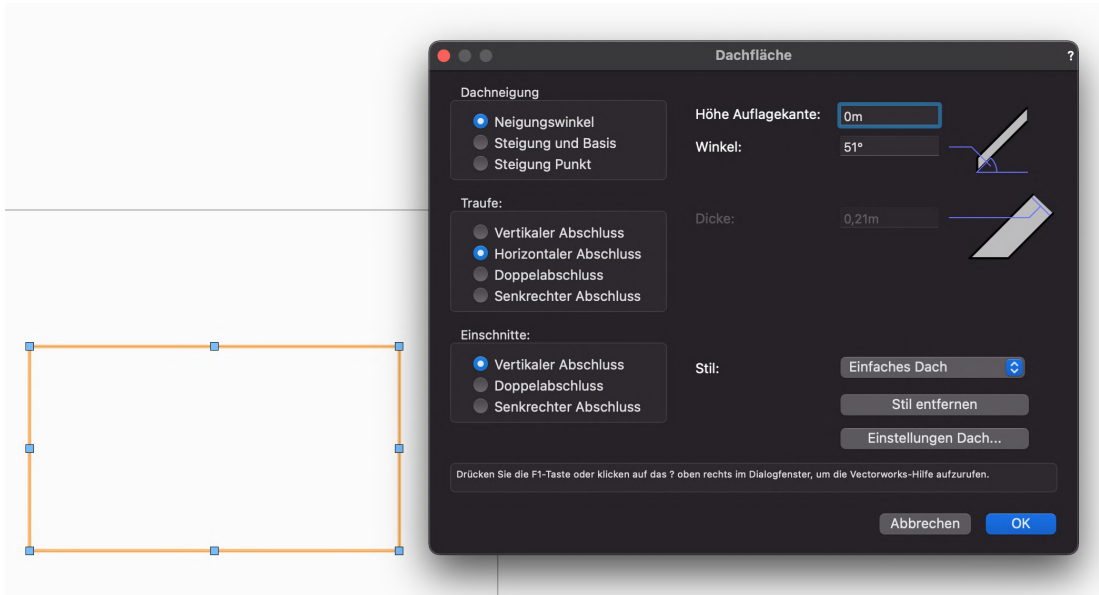 Dachfläche
?
Dachneigung
Neigungswinkel
Steigung und Basis
Steigung Punkt
Höhe Auflagekante: 0m
Winkel: 51°
Traufe:
Vertikaler Abschluss
Horizontaler Abschluss
Doppelabschluss
Senkrechter Abschluss
Dicke: 0,21m
Einschnitte:
Vertikaler Abschluss
Doppelabschluss
Senkrechter Abschluss
Stil: Einfaches Dach
Stil entfernen
Einstellungen Dach...
Drücken Sie die F1-Taste oder klicken auf das ? oben rechts im Dialogfenster, um die Vectorworks-Hilfe aufzurufen.
Abbrechen
OK